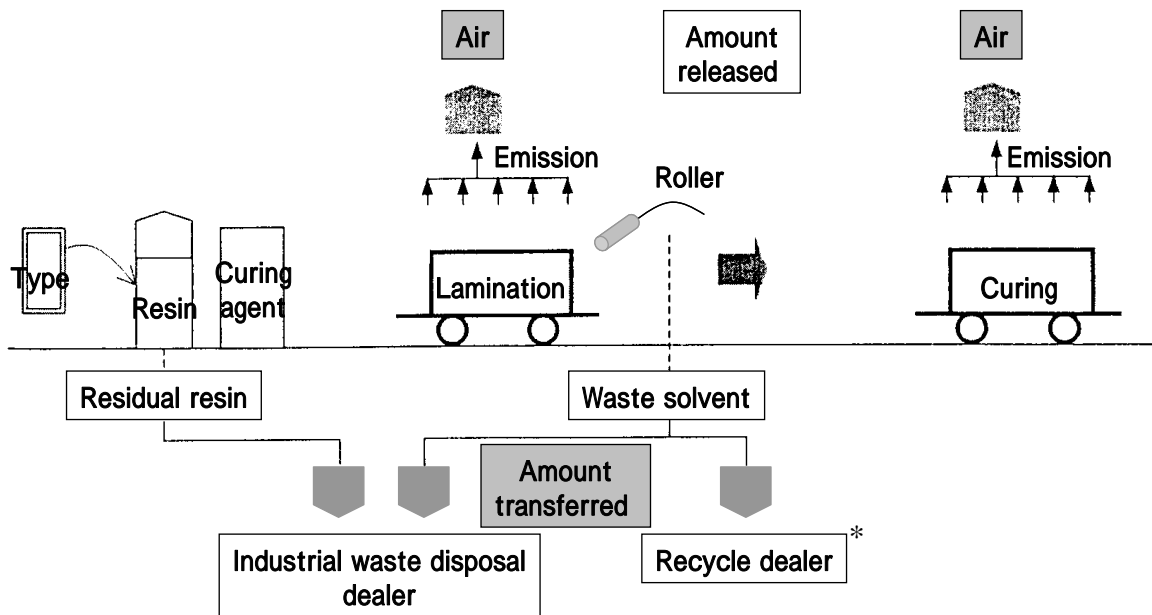 Air
Amount
released
Air
Emission
Emission
Roller
Type
Resin
Curing
agent
Lamination
Curing
Residual resin
Waste solvent
Amount
transferred
Industrial waste disposal
dealer
Recycle dealer
*